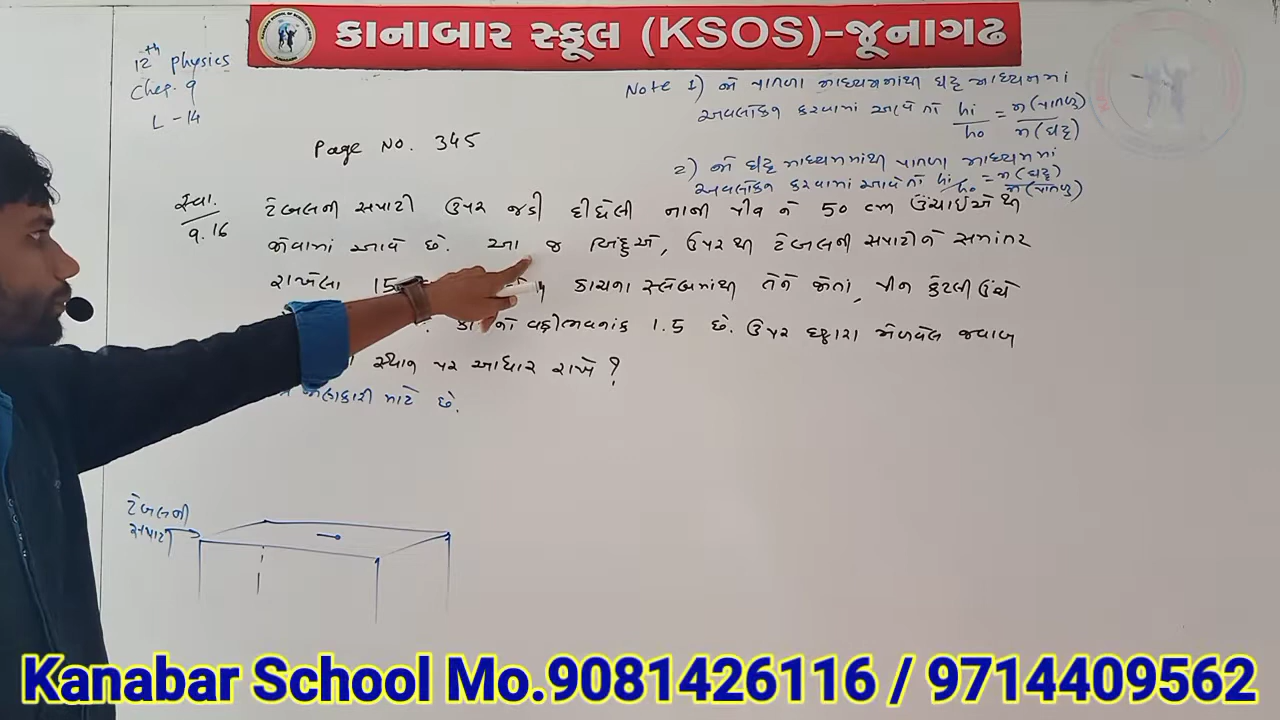 કાનાબાર સ્કૂલ (KSOS)-જૂનાગઢ
12th physics
Chep. 9
L - 14
Note 1) જો પાતળા માધ્યમમાંથી ઘટ્ટ માધ્યમમાં
અવલોકન કરવામાં આવે તો hi/ho = n(પાતળુ)/n(ઘટ્ટ)
2) જો ઘટ્ટ માધ્યમમાંથી પાતળા માધ્યમમાં
અવલોકન કરવામાં આવે તો hi/ho = n(ઘટ્ટ)/n(પાતળુ)
Page No. 345
સ્વા. 9.16
ટેબલની સપાટી ઉપર જડી દીધેલી નાની પીન ને 50 cm ઉંચાઈએ થી
જોવામાં આવે છે. આ જ બિંદુએ, ઉપરથી ટેબલની સપાટીને સમાંતર
રાખેલા 15 કાચના સ્લેબમાંથી તેને જોતાં, પીન કેટલી ઉંચે
વક્રીભવનાંક 1.5 છે. ઉપર દ્વારા મેળવેલ જવાબ
સ્થાન પર આધાર રાખે ?
જાણકારી માટે છે.
ટેબલની
સપાટી
Kanabar School Mo.9081426116 / 9714409562